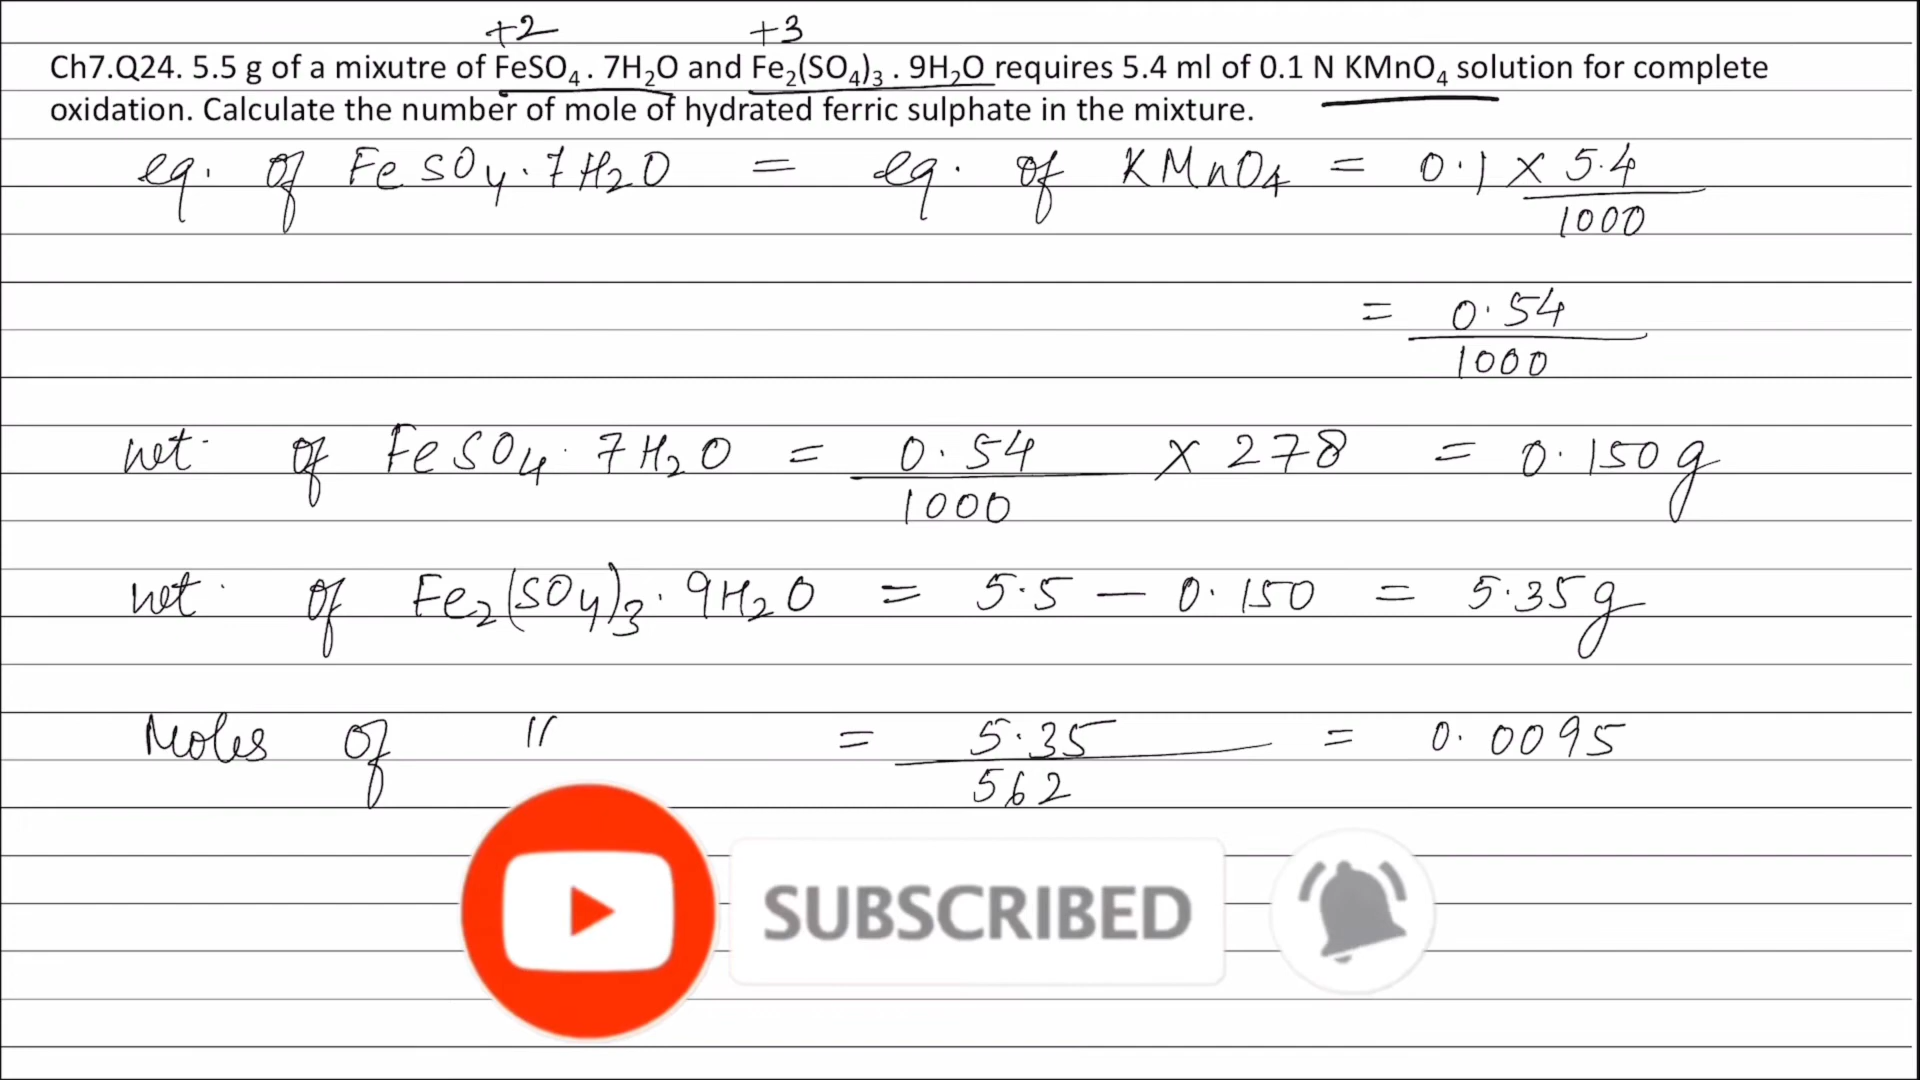 +2 +3
Ch7.Q24. 5.5 g of a mixutre of FeSO₄ . 7H₂O and Fe₂(SO₄)₃ . 9H₂O requires 5.4 ml of 0.1 N KMnO₄ solution for complete
oxidation. Calculate the number of mole of hydrated ferric sulphate in the mixture.
eq. of FeSO₄.7H₂O = eq. of KMnO₄ = 0.1 × 5.4
1000
= 0.54
1000
wt. of FeSO₄.7H₂O = 0.54 × 278 = 0.150g
1000
wt. of Fe₂(SO₄)₃.9H₂O = 5.5 – 0.150 = 5.35g
Moles of " = 5.35 = 0.0095
562
SUBSCRIBED